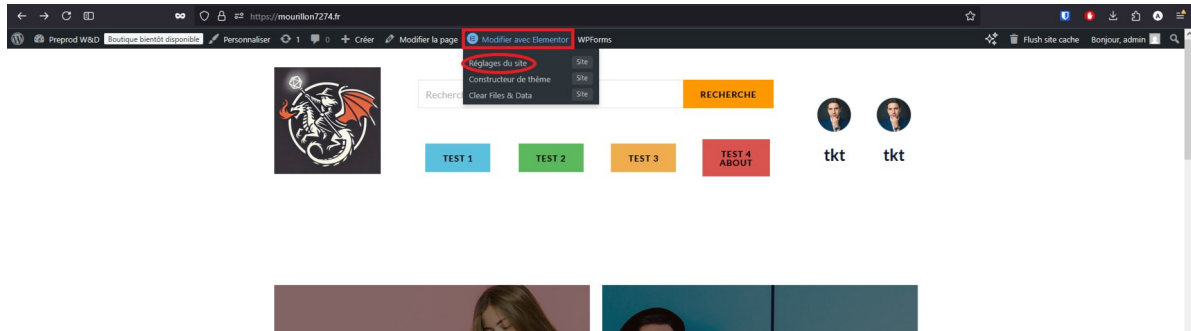 https://mourillon7274.fr
Preprod W&D Boutique bientôt disponible Personnaliser 1 0 Créer Modifier la page Modifier avec Elementor WPForms Flush site cache Bonjour, admin
Réglages du site Site
Constructeur de thème Site
Clear Files & Data Site
Recherc RECHERCHE
TEST 1 TEST 2 TEST 3 TEST 4
ABOUT
tkt tkt